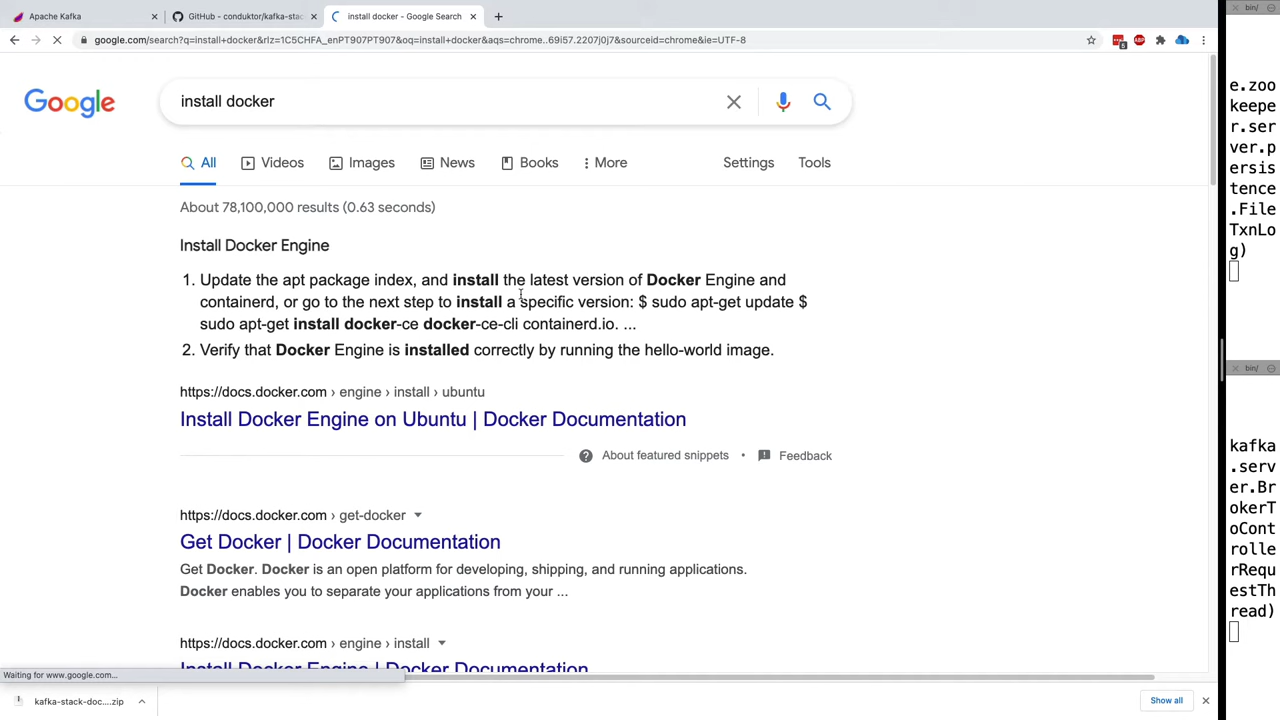 Apache Kafka
GitHub - conduktor/kafka-stac
install docker - Google Search
bin/
google.com/search?q=install+docker&rlz=1C5CHFA_enPT907PT907&oq=install+docker&aqs=chrome..69i57.2207j0j7&sourceid=chrome&ie=UTF-8
6
ABP
Google
install docker
All
Videos
Images
News
Books
More
Settings
Tools
About 78,100,000 results (0.63 seconds)
Install Docker Engine
1. Update the apt package index, and install the latest version of Docker Engine and
containerd, or go to the next step to install a specific version: $ sudo apt-get update $
sudo apt-get install docker-ce docker-ce-cli containerd.io. ...
2. Verify that Docker Engine is installed correctly by running the hello-world image.
https://docs.docker.com › engine › install › ubuntu
Install Docker Engine on Ubuntu | Docker Documentation
About featured snippets • Feedback
https://docs.docker.com › get-docker
Get Docker | Docker Documentation
Get Docker. Docker is an open platform for developing, shipping, and running applications.
Docker enables you to separate your applications from your ...
https://docs.docker.com › engine › install
Install Docker Engine | Docker Documentation
Waiting for www.google.com...
kafka-stack-doc....zip
Show all
e.zoo
keepe
r.ser
ver.p
ersis
tence
.File
TxnLo
g)
bin/
kafka
.serv
er.Br
okerT
oCont
rolle
rRequ
estTh
read)